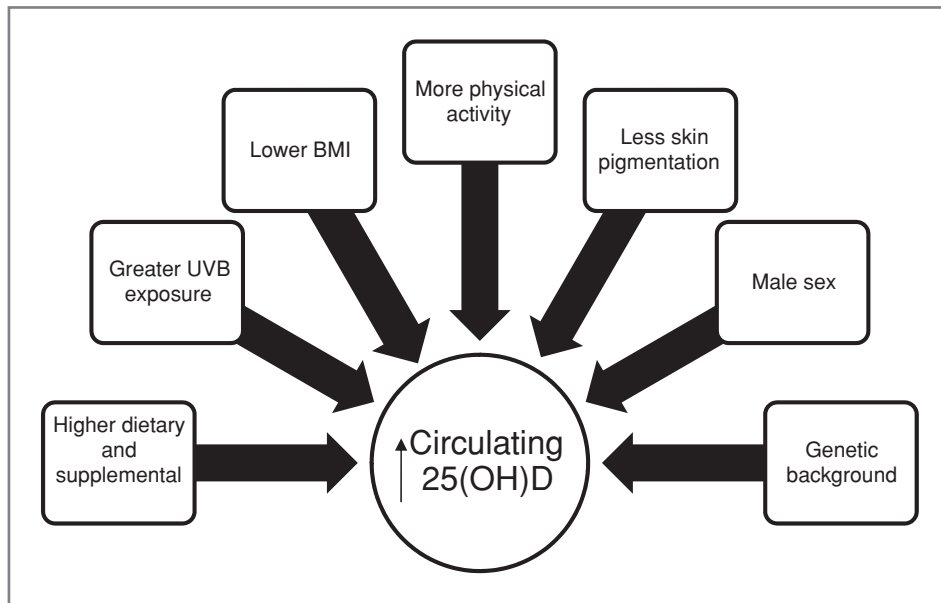 More physical
activity
Lower BMI
Less skin
pigmentation
Greater UVB
exposure
Male sex
Higher dietary
and
supplemental
Genetic
background
↑Circulating
25(OH)D